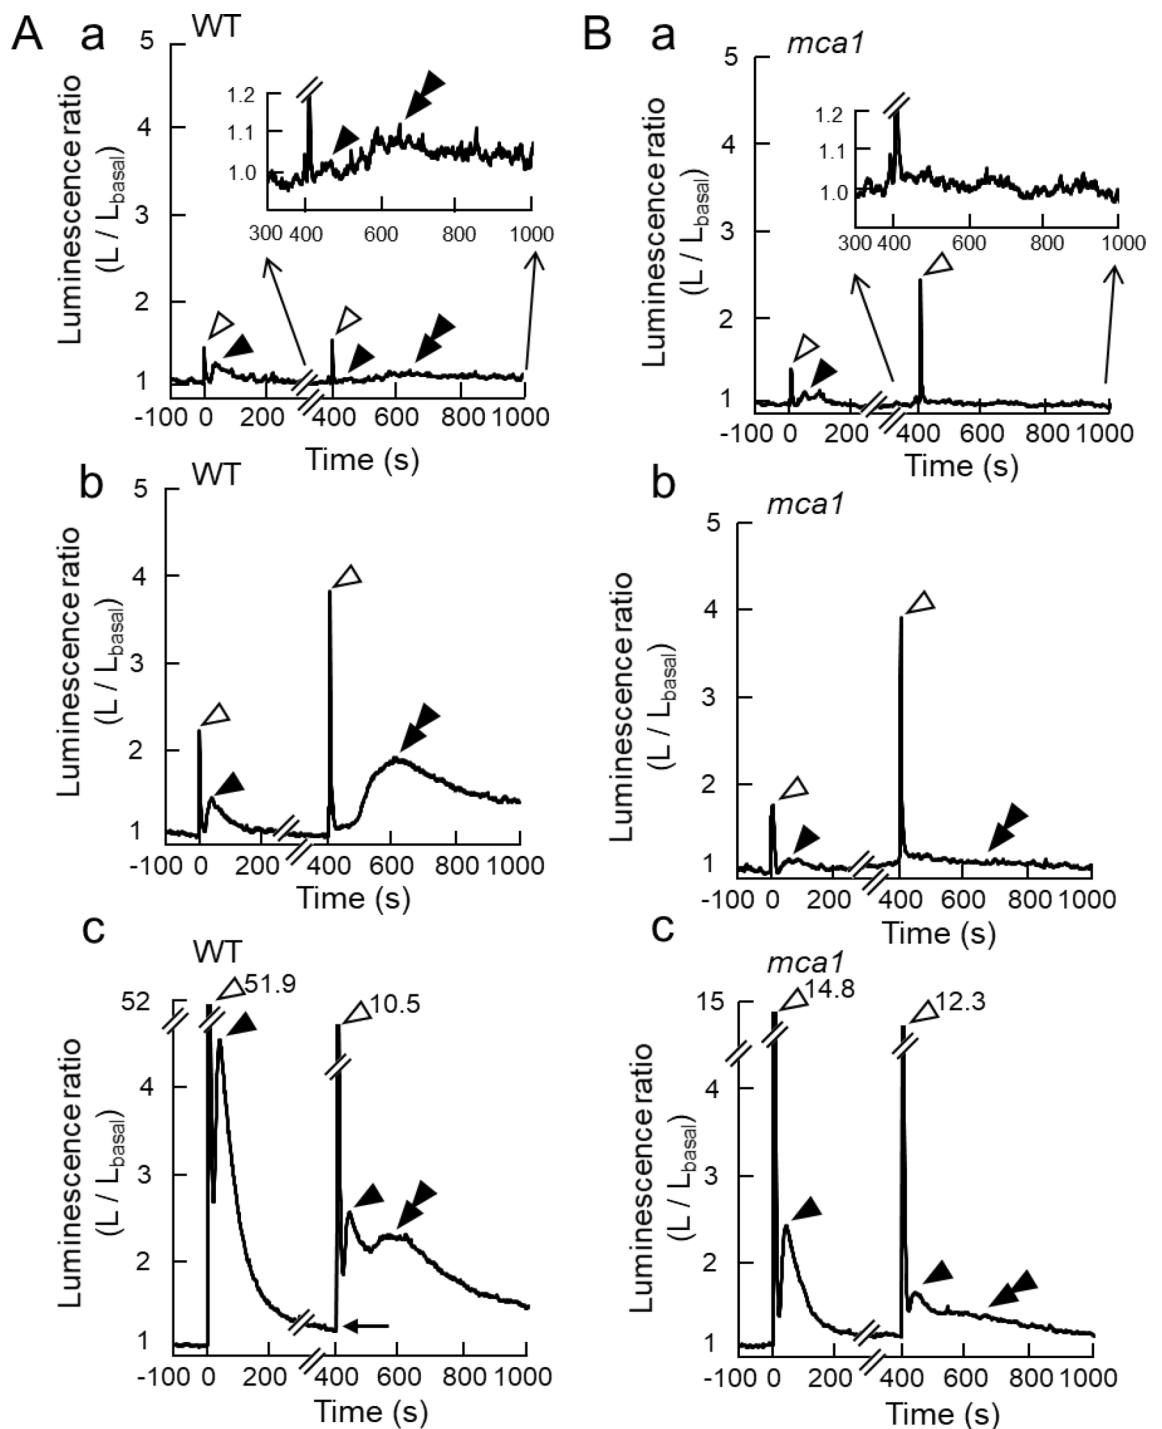 A a WT
5
4
3
2
1
Luminescence ratio
(L / Lbasal)
1.2
1.1
1.0
300 400 600 800 1000
-100 0 200 400 600 800 1000
Time (s)
B a mca1
5
4
3
2
1
Luminescence ratio
(L / Lbasal)
1.2
1.1
1.0
300 400 600 800 1000
-100 0 200 400 600 800 1000
Time (s)
b WT
5
4
3
2
1
Luminescence ratio
(L / Lbasal)
-100 0 200 400 600 800 1000
Time (s)
b mca1
5
4
3
2
1
Luminescence ratio
(L / Lbasal)
-100 0 200 400 600 800 1000
Time (s)
c WT
52
51.9
10.5
4
3
2
1
Luminescence ratio
(L / Lbasal)
-100 0 200 400 600 800 1000
Time (s)
c mca1
15
14.8
12.3
4
3
2
1
Luminescence ratio
(L / Lbasal)
-100 0 200 400 600 800 1000
Time (s)